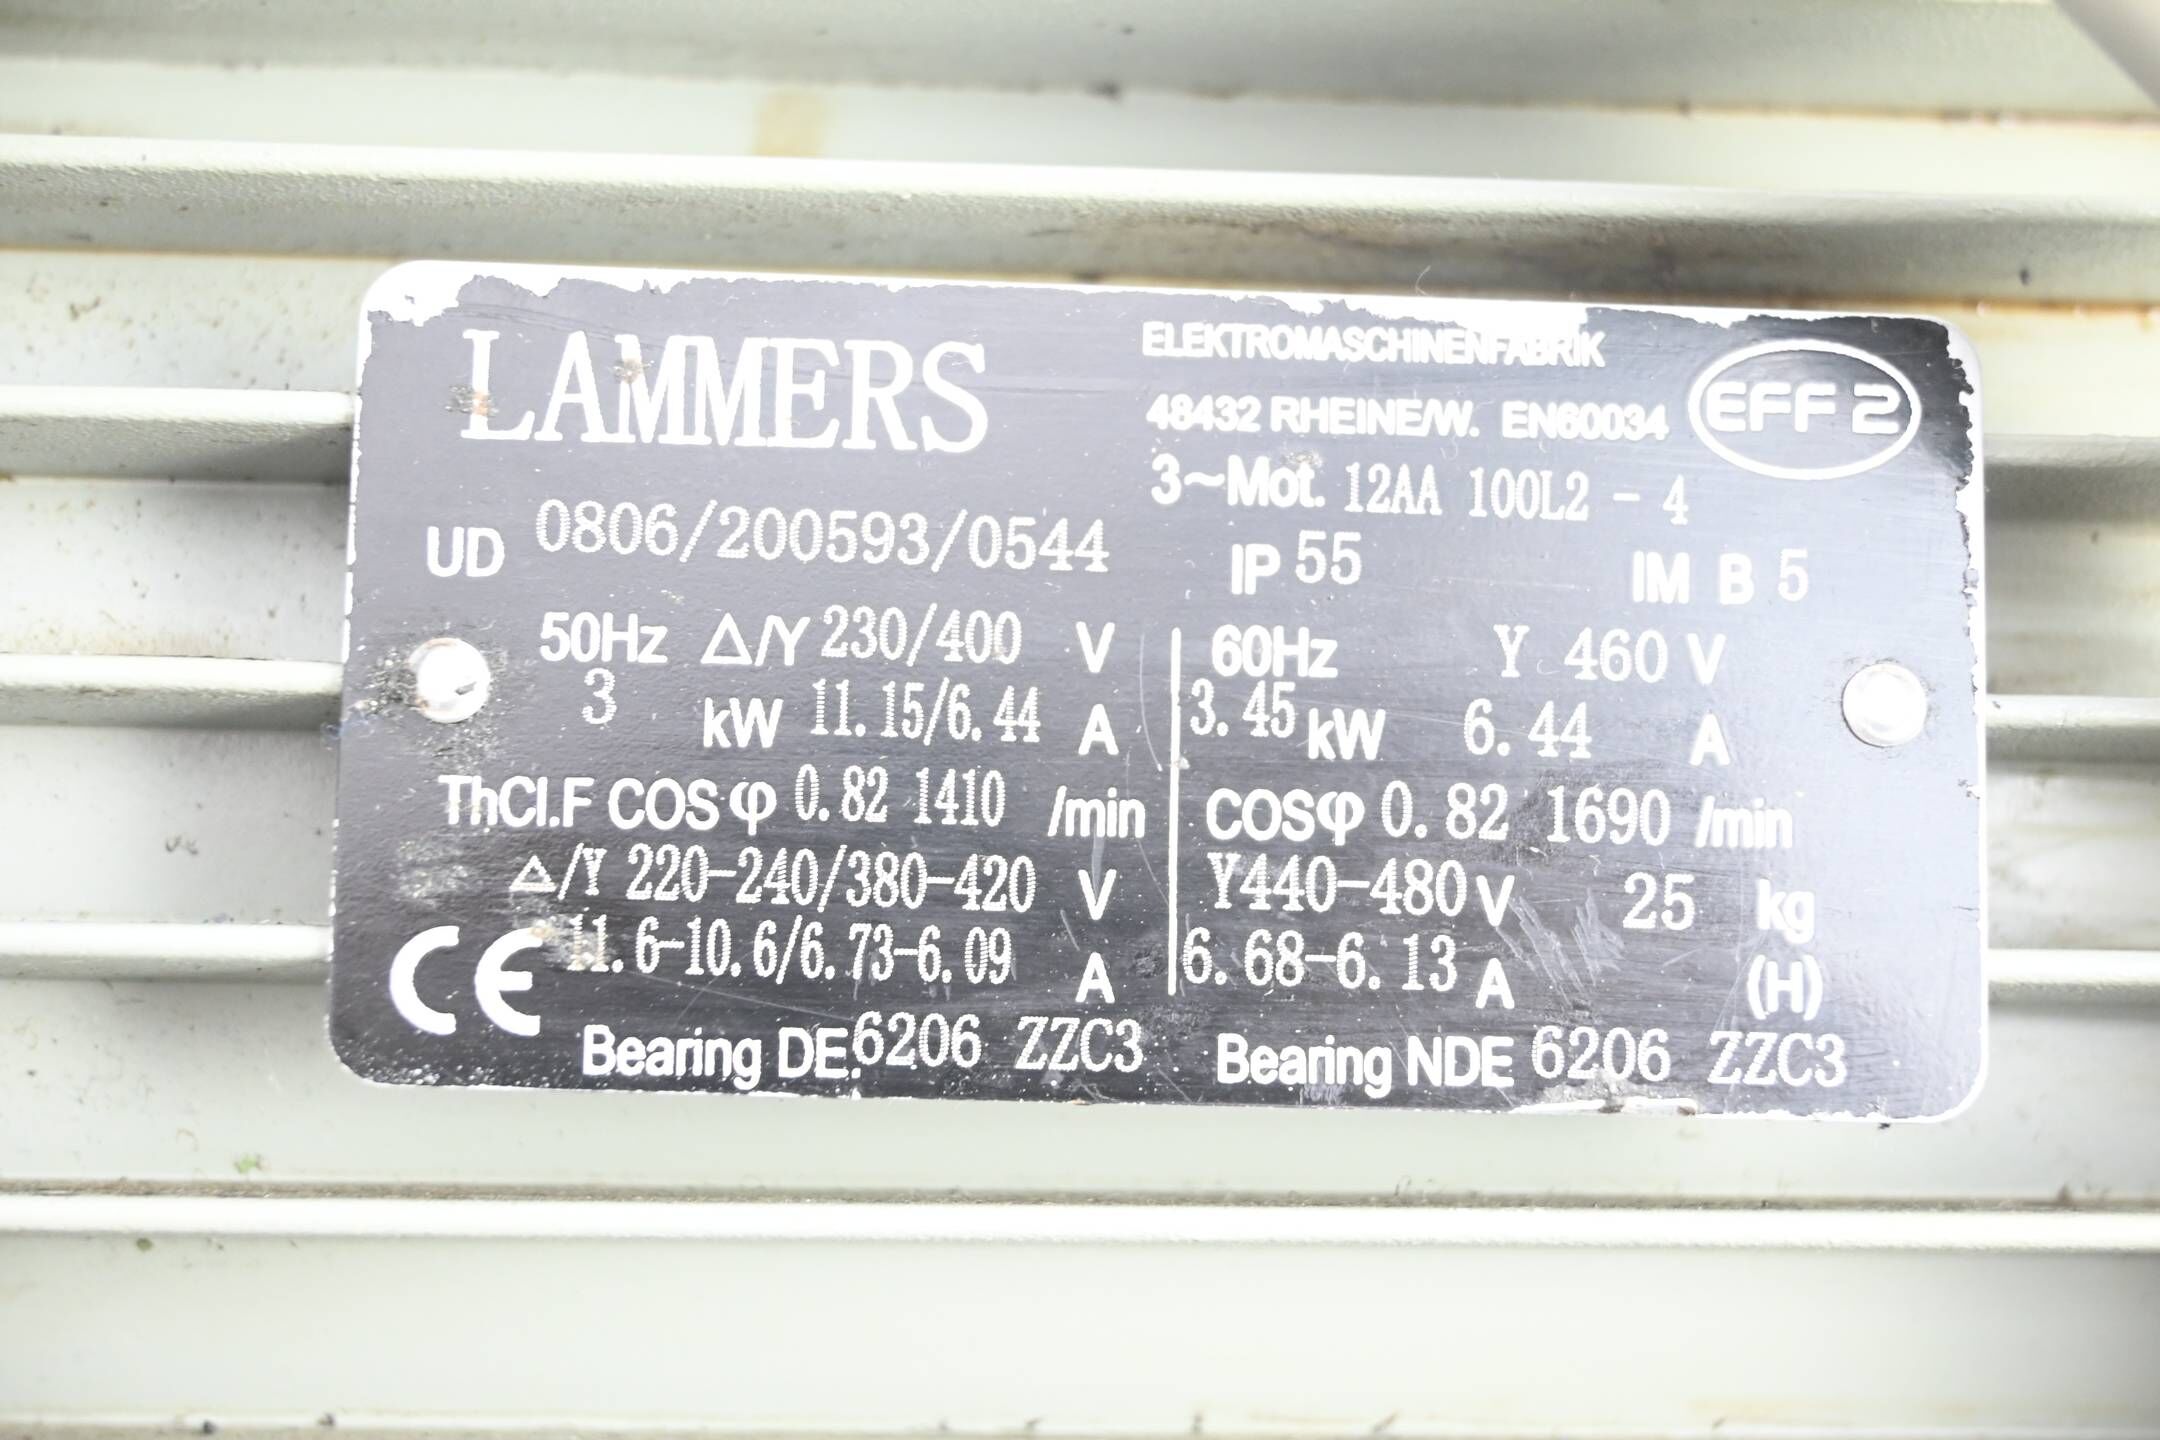 LAMMERS
ELEKTROMASCHINENFABRIK
48432 RHEINE/W. EN60034
EFF 2
3~Mot. 12AA 100L2 - 4
UD 0806/200593/0544
IP 55 IM B 5
50Hz Δ/Y 230/400 V
60Hz Y 460 V
3 kW 11.15/6.44 A
3.45 kW 6.44 A
ThCl.F COSφ 0.82 1410 /min
COSφ 0.82 1690 /min
Δ/Y 220-240/380-420 V
Y440-480 V 25 kg
CE 11.6-10.6/6.73-6.09 A
6.68-6.13 A (H)
Bearing DE.6206 ZZC3
Bearing NDE 6206 ZZC3